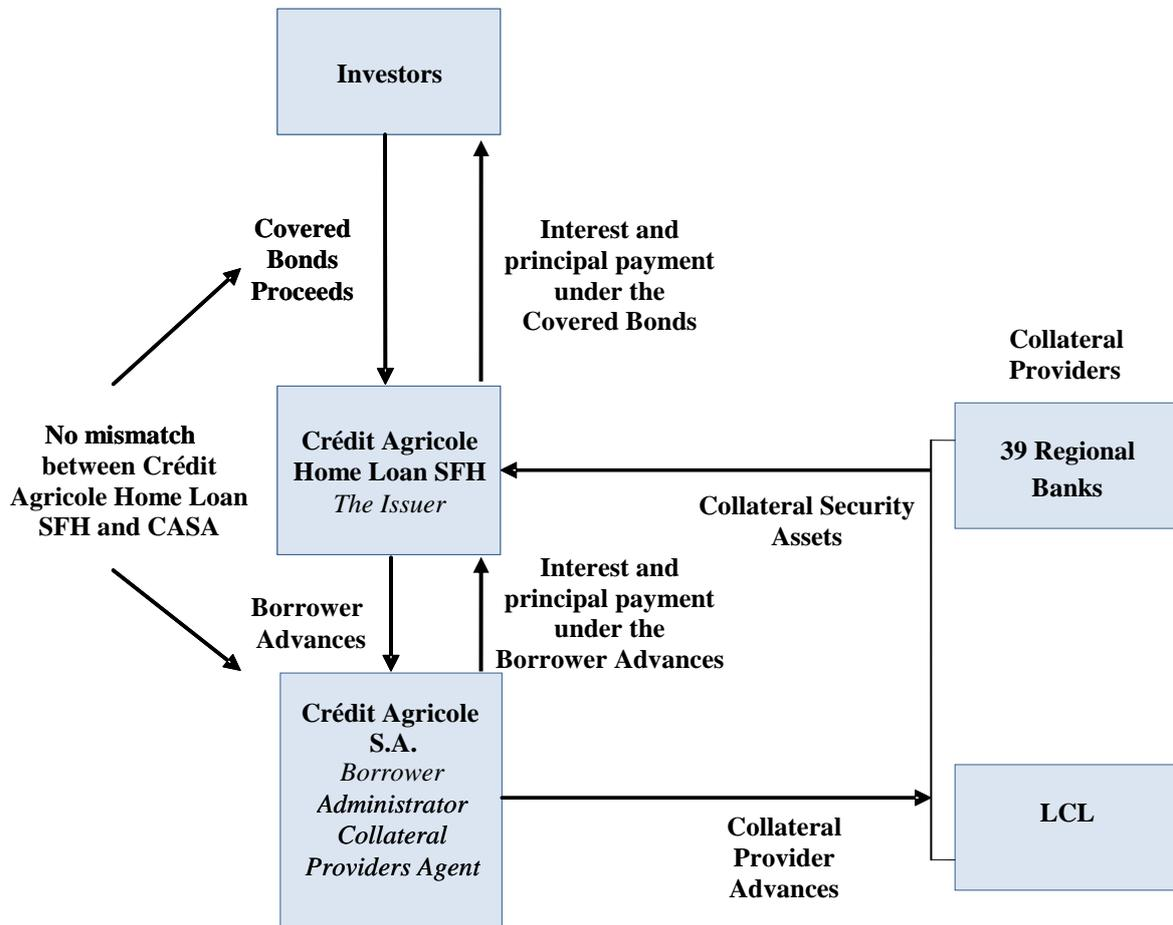 Investors
Covered
Bonds
Proceeds
Interest and
principal payment
under the
Covered Bonds
Collateral
Providers
No mismatch
between Crédit
Agricole Home Loan
SFH and CASA
Crédit Agricole
Home Loan SFH
The Issuer
39 Regional
Banks
Collateral Security
Assets
Borrower
Advances
Interest and
principal payment
under the
Borrower Advances
Crédit Agricole
S.A.
Borrower
Administrator
Collateral
Providers Agent
Collateral
Provider
Advances
LCL